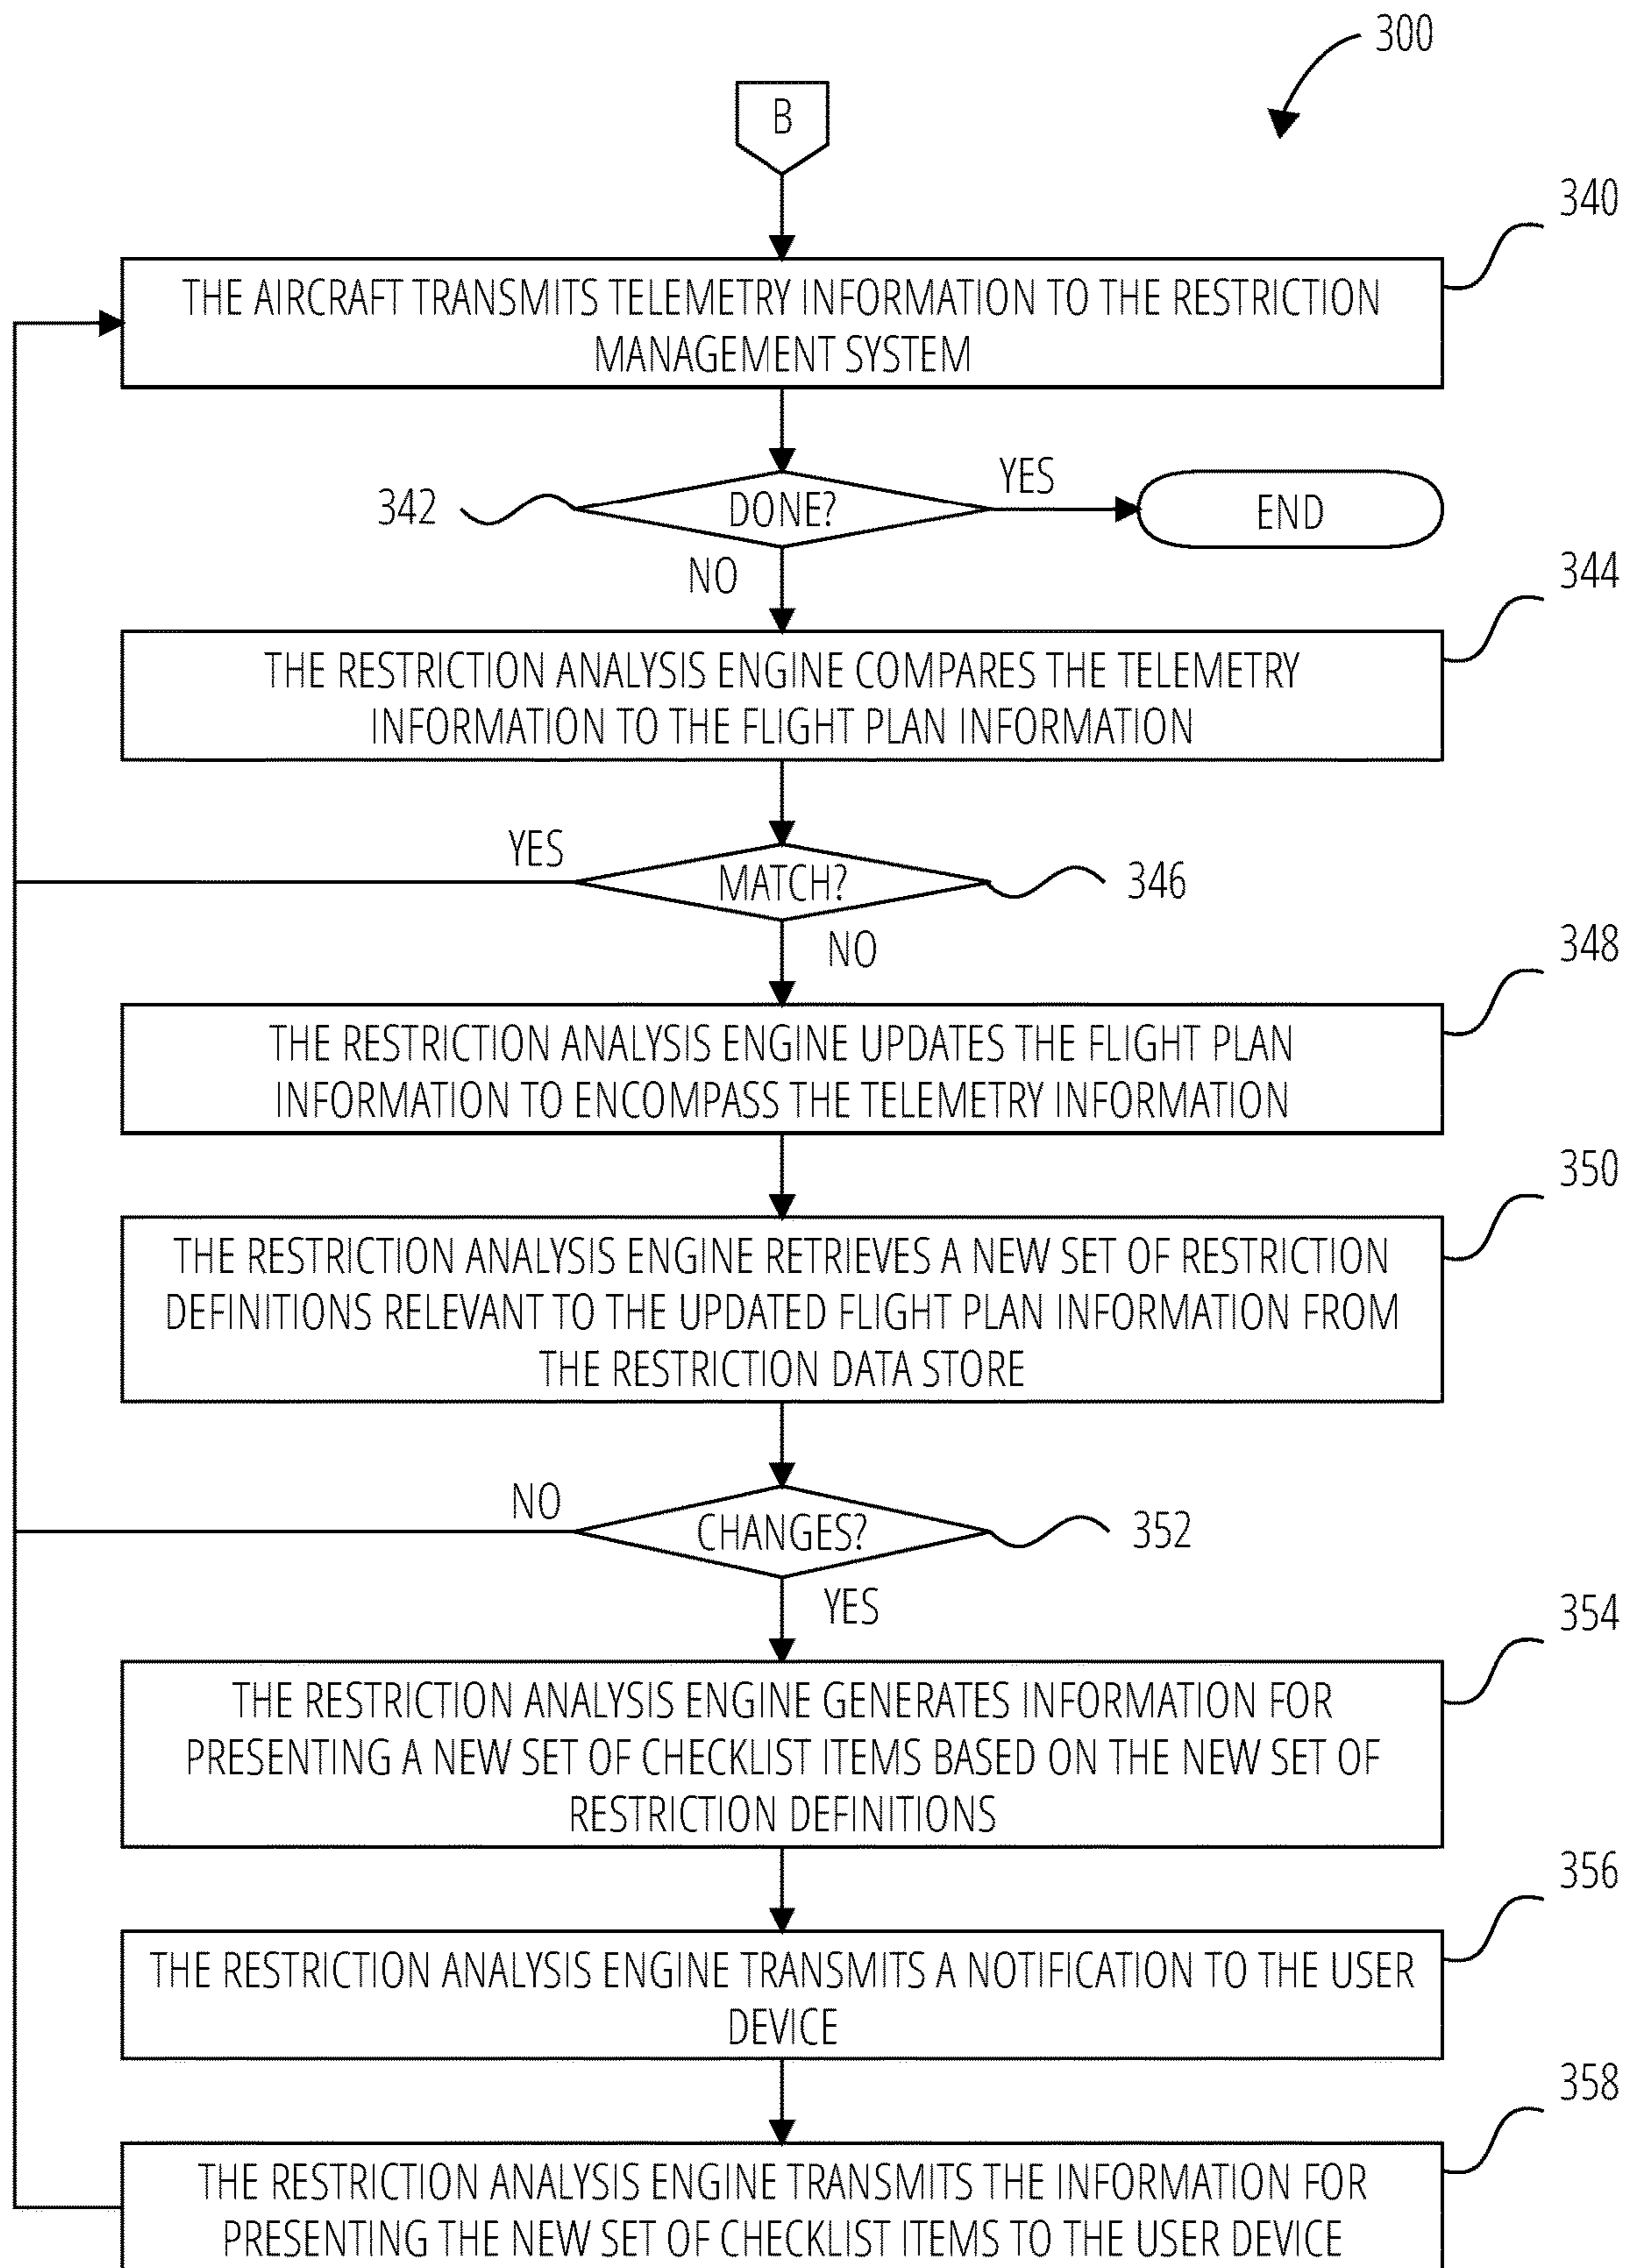 300
B
340
THE AIRCRAFT TRANSMITS TELEMETRY INFORMATION TO THE RESTRICTION
MANAGEMENT SYSTEM
342
DONE?
YES
END
NO
344
THE RESTRICTION ANALYSIS ENGINE COMPARES THE TELEMETRY
INFORMATION TO THE FLIGHT PLAN INFORMATION
YES
MATCH?
346
NO
348
THE RESTRICTION ANALYSIS ENGINE UPDATES THE FLIGHT PLAN
INFORMATION TO ENCOMPASS THE TELEMETRY INFORMATION
350
THE RESTRICTION ANALYSIS ENGINE RETRIEVES A NEW SET OF RESTRICTION
DEFINITIONS RELEVANT TO THE UPDATED FLIGHT PLAN INFORMATION FROM
THE RESTRICTION DATA STORE
NO
CHANGES?
352
YES
354
THE RESTRICTION ANALYSIS ENGINE GENERATES INFORMATION FOR
PRESENTING A NEW SET OF CHECKLIST ITEMS BASED ON THE NEW SET OF
RESTRICTION DEFINITIONS
356
THE RESTRICTION ANALYSIS ENGINE TRANSMITS A NOTIFICATION TO THE USER
DEVICE
358
THE RESTRICTION ANALYSIS ENGINE TRANSMITS THE INFORMATION FOR
PRESENTING THE NEW SET OF CHECKLIST ITEMS TO THE USER DEVICE